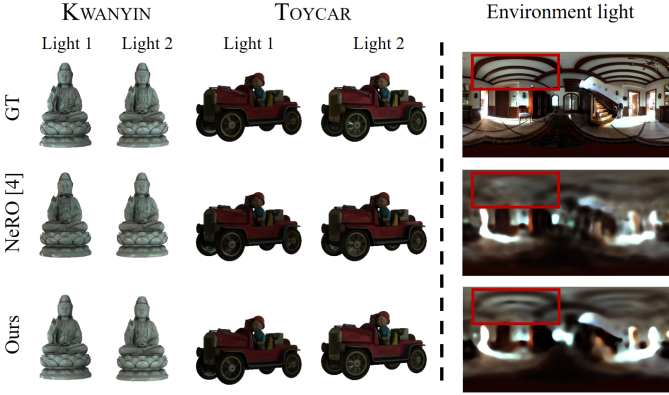 KWANYIN TOYCAR Environment light
Light 1 Light 2 Light 1 Light 2
GT
NeRO [4]
Ours